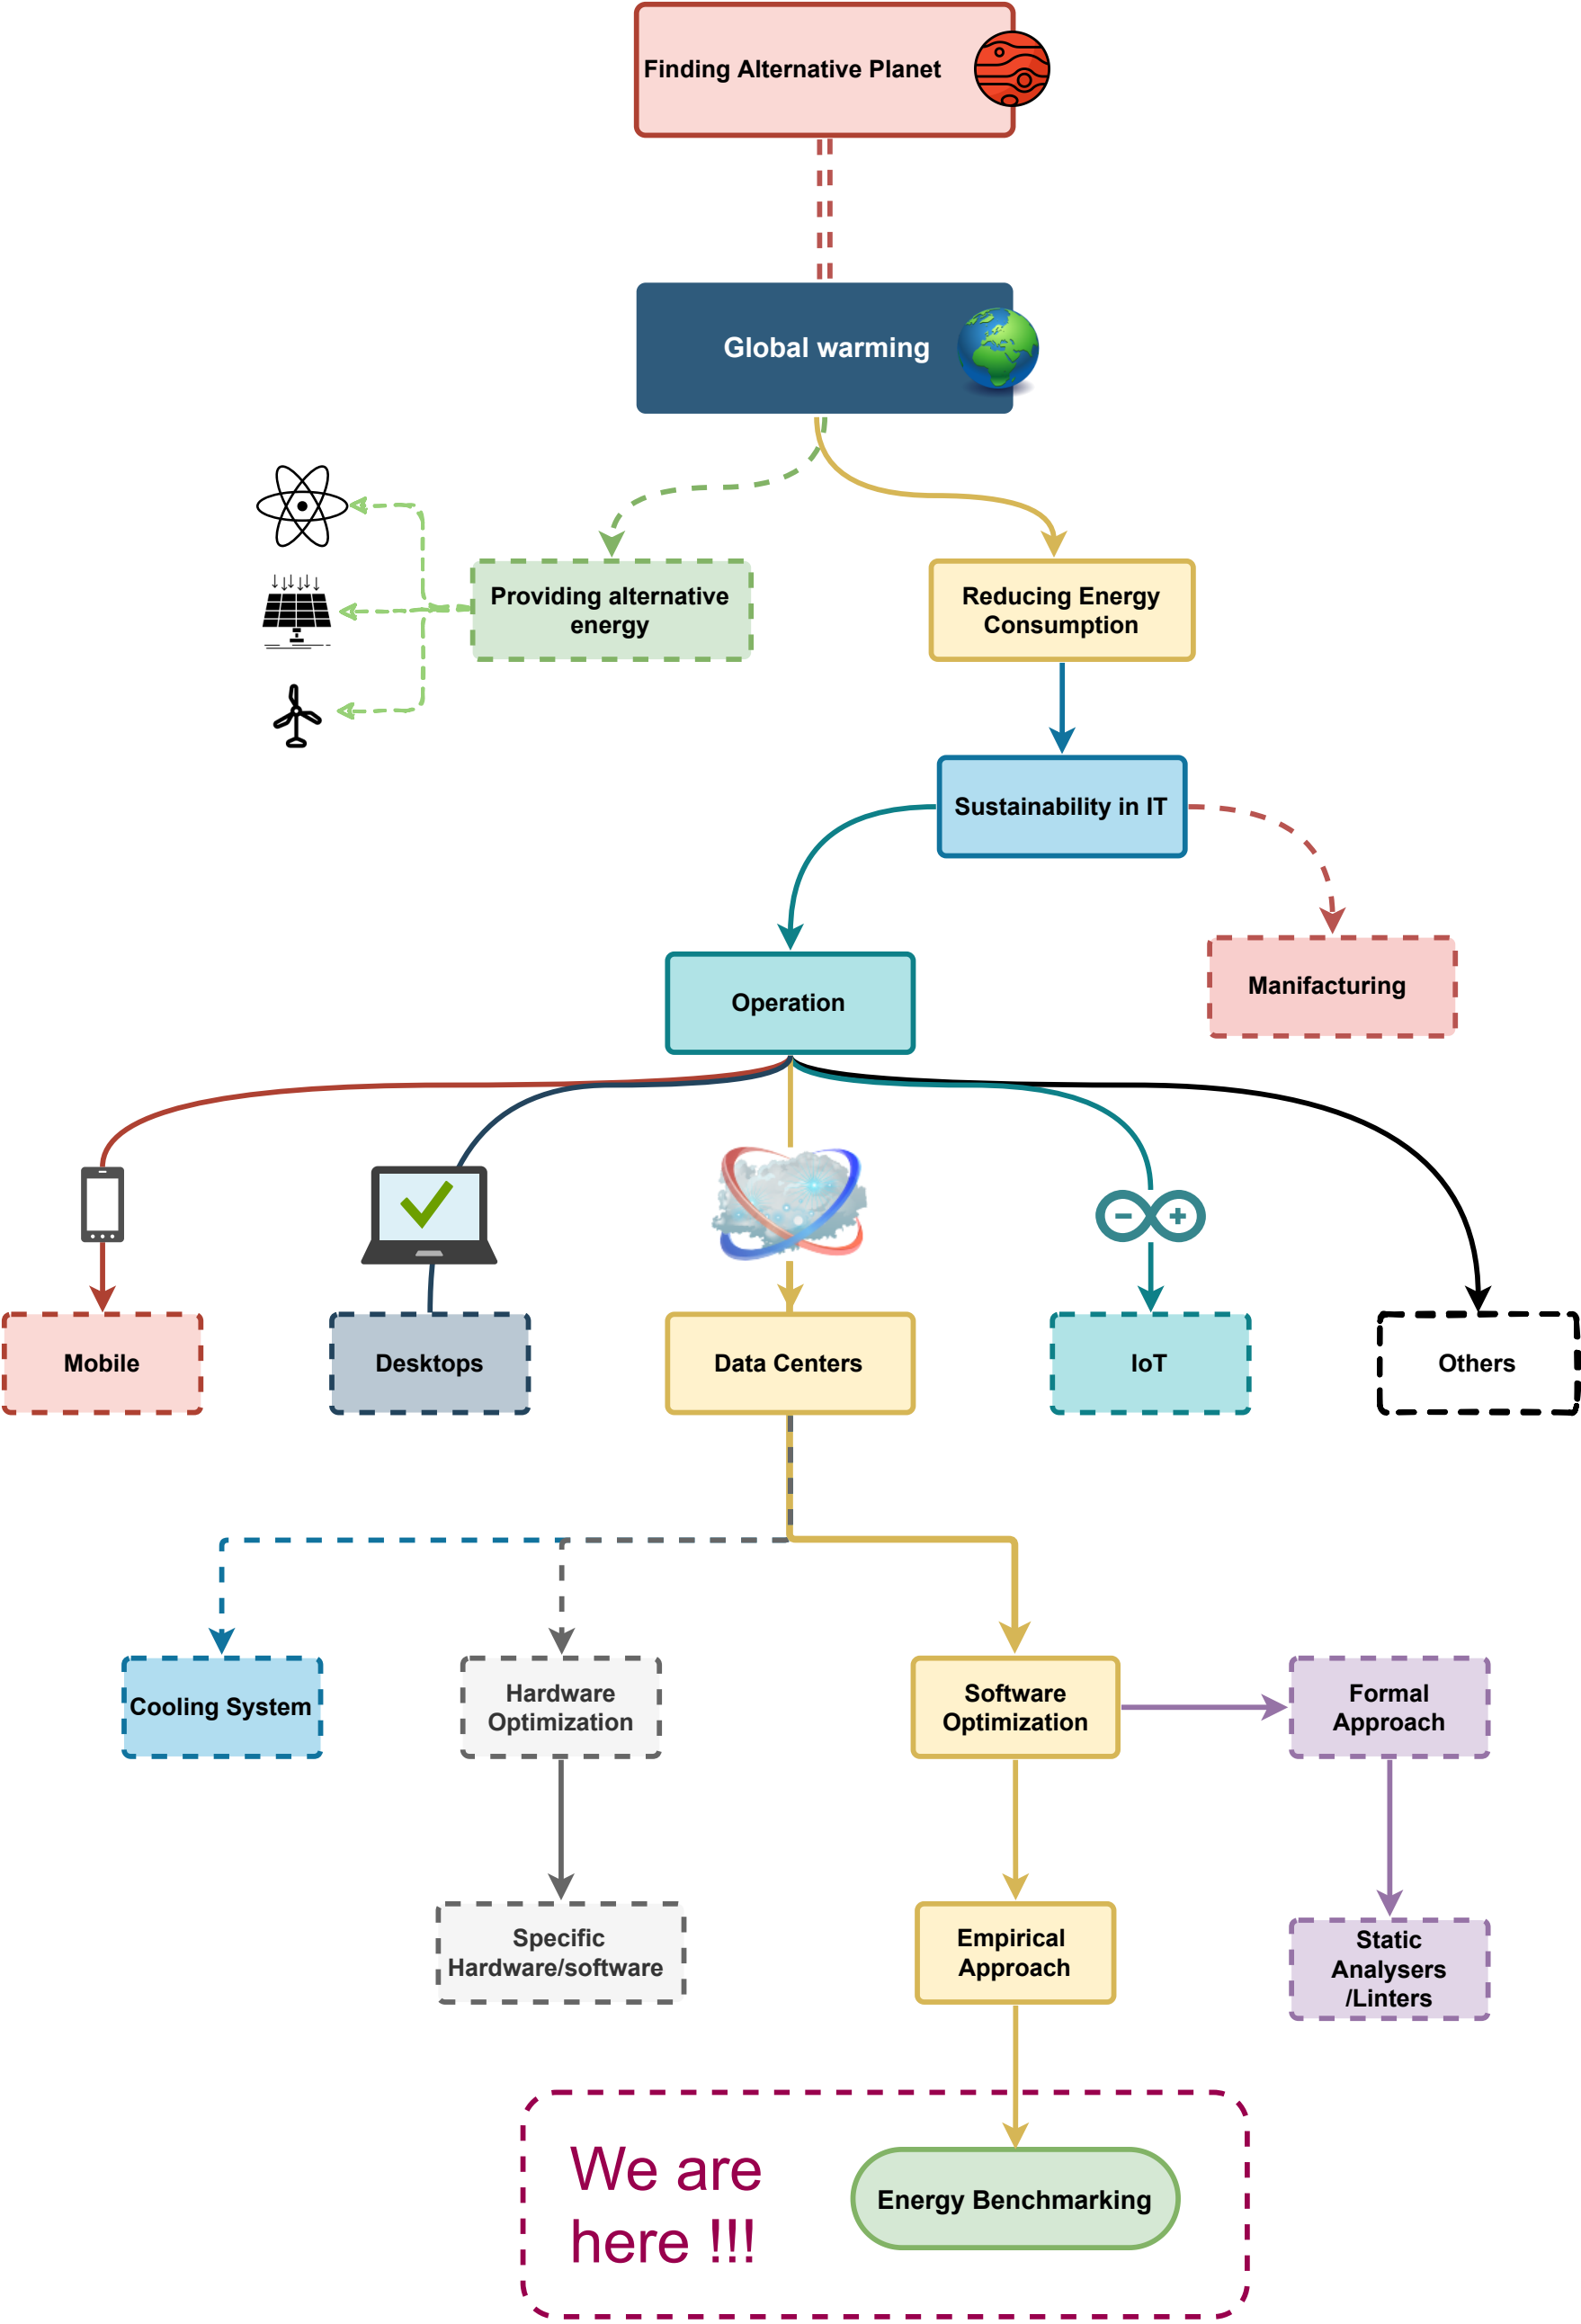 Finding Alternative Planet
Global warming
Providing alternative
energy
Reducing Energy
Consumption
Sustainability in IT
Manifacturing
Operation
Mobile
Desktops
Data Centers
IoT
Others
Cooling System
Hardware
Optimization
Software
Optimization
Formal
Approach
Specific
Hardware/software
Empirical
Approach
Static
Analysers
/Linters
We are
here !!!
Energy Benchmarking